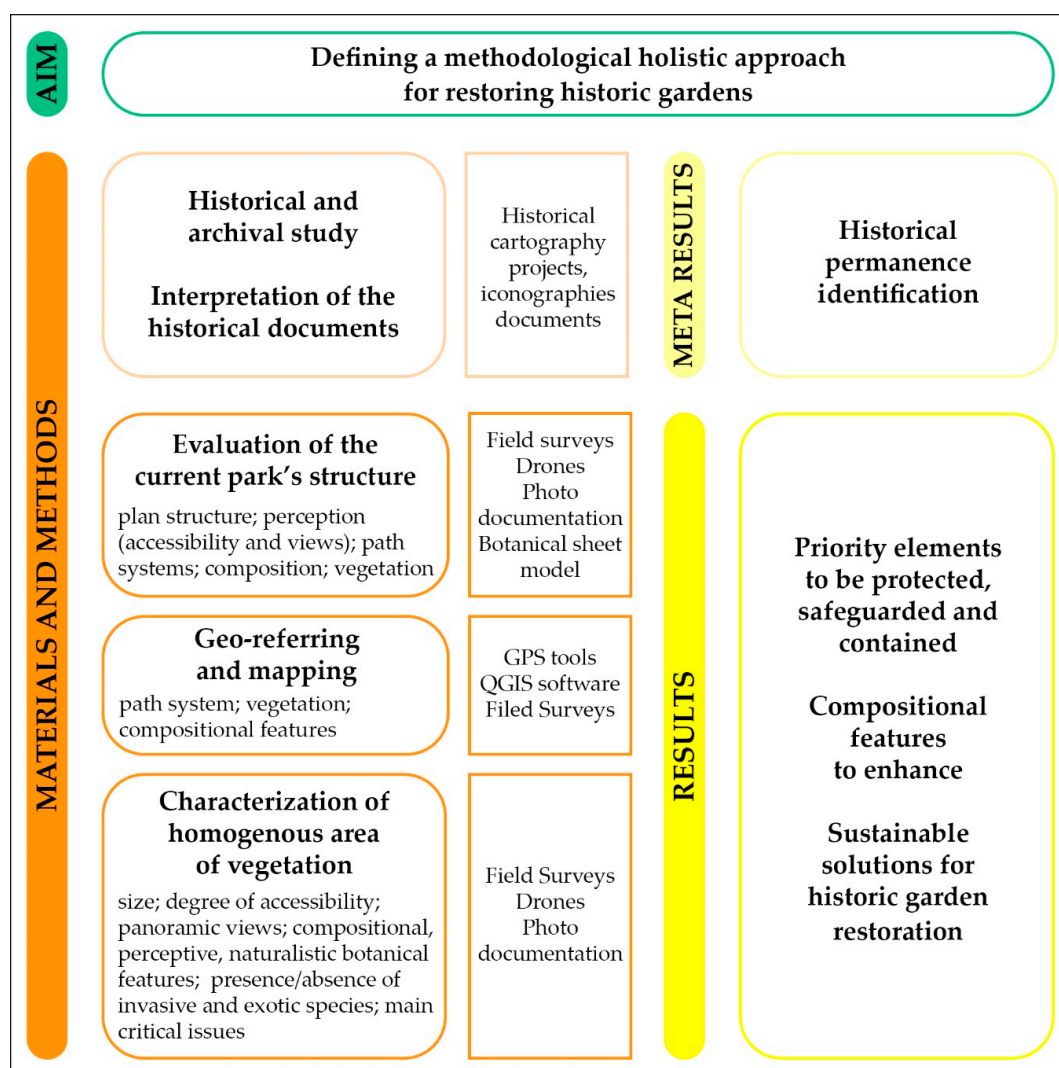 AIM
Defining a methodological holistic approach
for restoring historic gardens
MATERIALS AND METHODS
Historical and
archival study
Interpretation of the
historical documents
Historical
cartography
projects,
iconographies
documents
META RESULTS
Historical
permanence
identification
Evaluation of the
current park's structure
plan structure; perception
(accessibility and views); path
systems; composition; vegetation
Field surveys
Drones
Photo
documentation
Botanical sheet
model
Geo-referring
and mapping
path system; vegetation;
compositional features
GPS tools
QGIS software
Filed Surveys
Characterization of
homogenous area
of vegetation
size; degree of accessibility;
panoramic views; compositional,
perceptive, naturalistic botanical
features; presence/absence of
invasive and exotic species; main
critical issues
Field Surveys
Drones
Photo
documentation
RESULTS
Priority elements
to be protected,
safeguarded and
contained
Compositional
features
to enhance
Sustainable
solutions for
historic garden
restoration